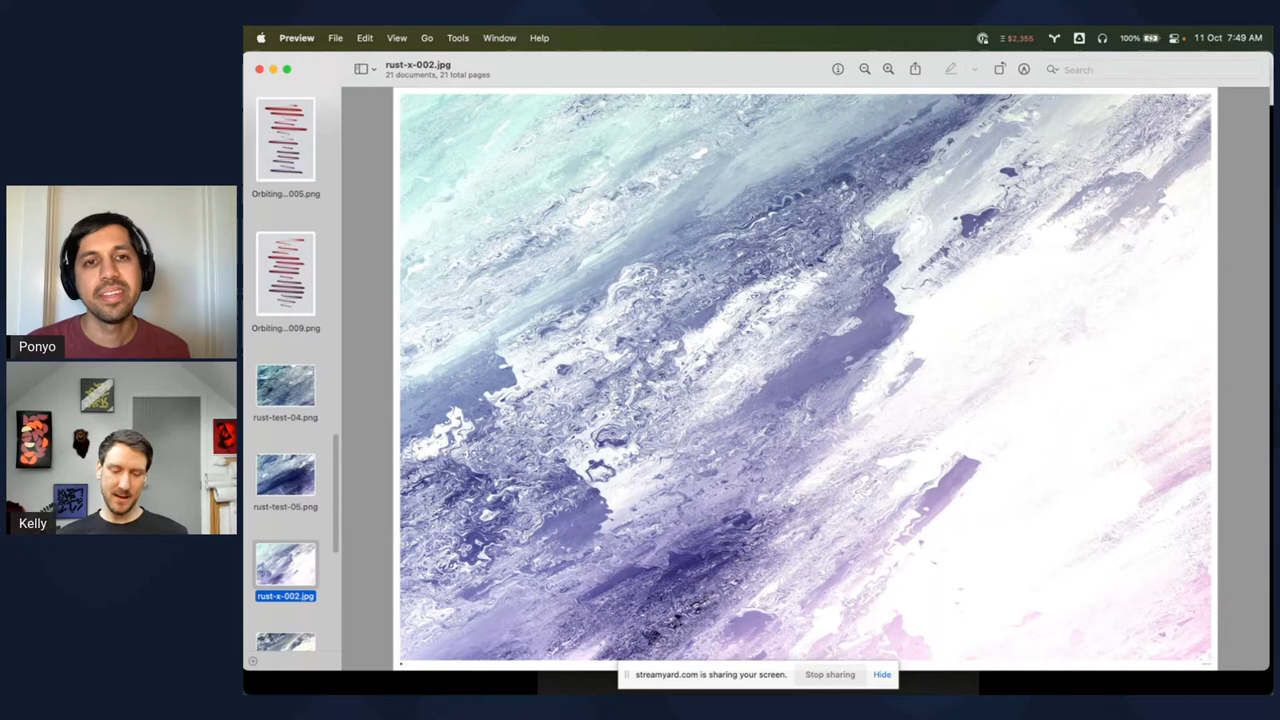 Preview File Edit View Go Tools Window Help
Ξ $2,355 100% 11 Oct 7:49 AM
rust-x-002.jpg
21 documents, 21 total pages
Search
Orbiting...005.png
Orbiting...009.png
rust-test-04.png
rust-test-05.png
rust-x-002.jpg
Ponyo
Kelly
streamyard.com is sharing your screen. Stop sharing Hide